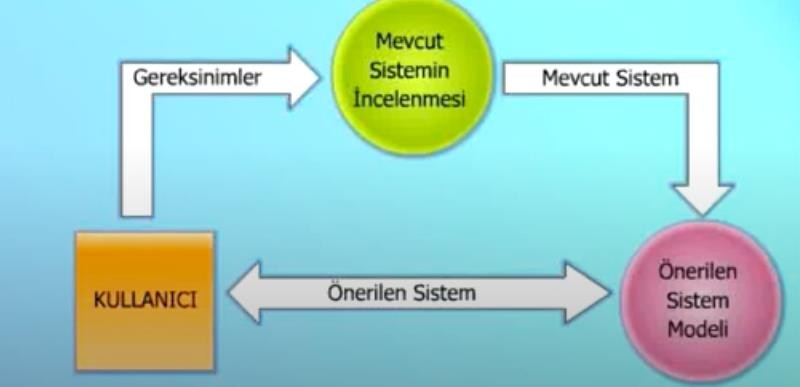 Mevcut
Sistemin
İncelenmesi
Gereksinimler
Mevcut Sistem
KULLANICI
Önerilen Sistem
Önerilen
Sistem
Modeli